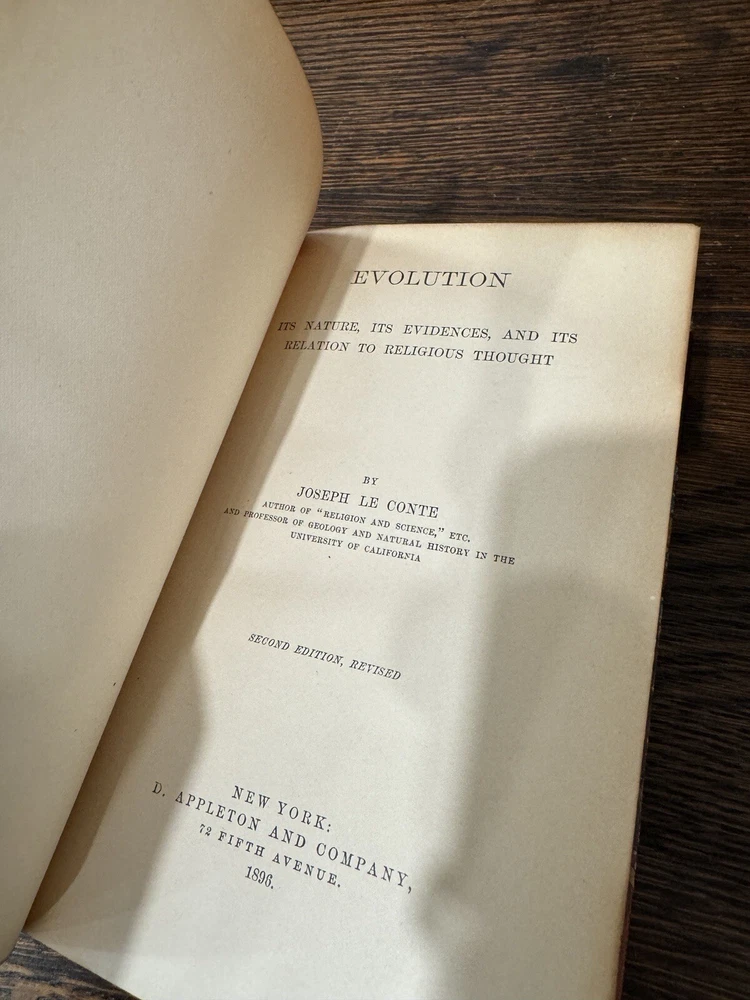 EVOLUTION
ITS NATURE, ITS EVIDENCES, AND ITS
RELATION TO RELIGIOUS THOUGHT
BY
JOSEPH LE CONTE
AUTHOR OF "RELIGION AND SCIENCE," ETC.
AND PROFESSOR OF GEOLOGY AND NATURAL HISTORY IN THE
UNIVERSITY OF CALIFORNIA
SECOND EDITION, REVISED
NEW YORK:
D. APPLETON AND COMPANY,
72 FIFTH AVENUE.
1896.